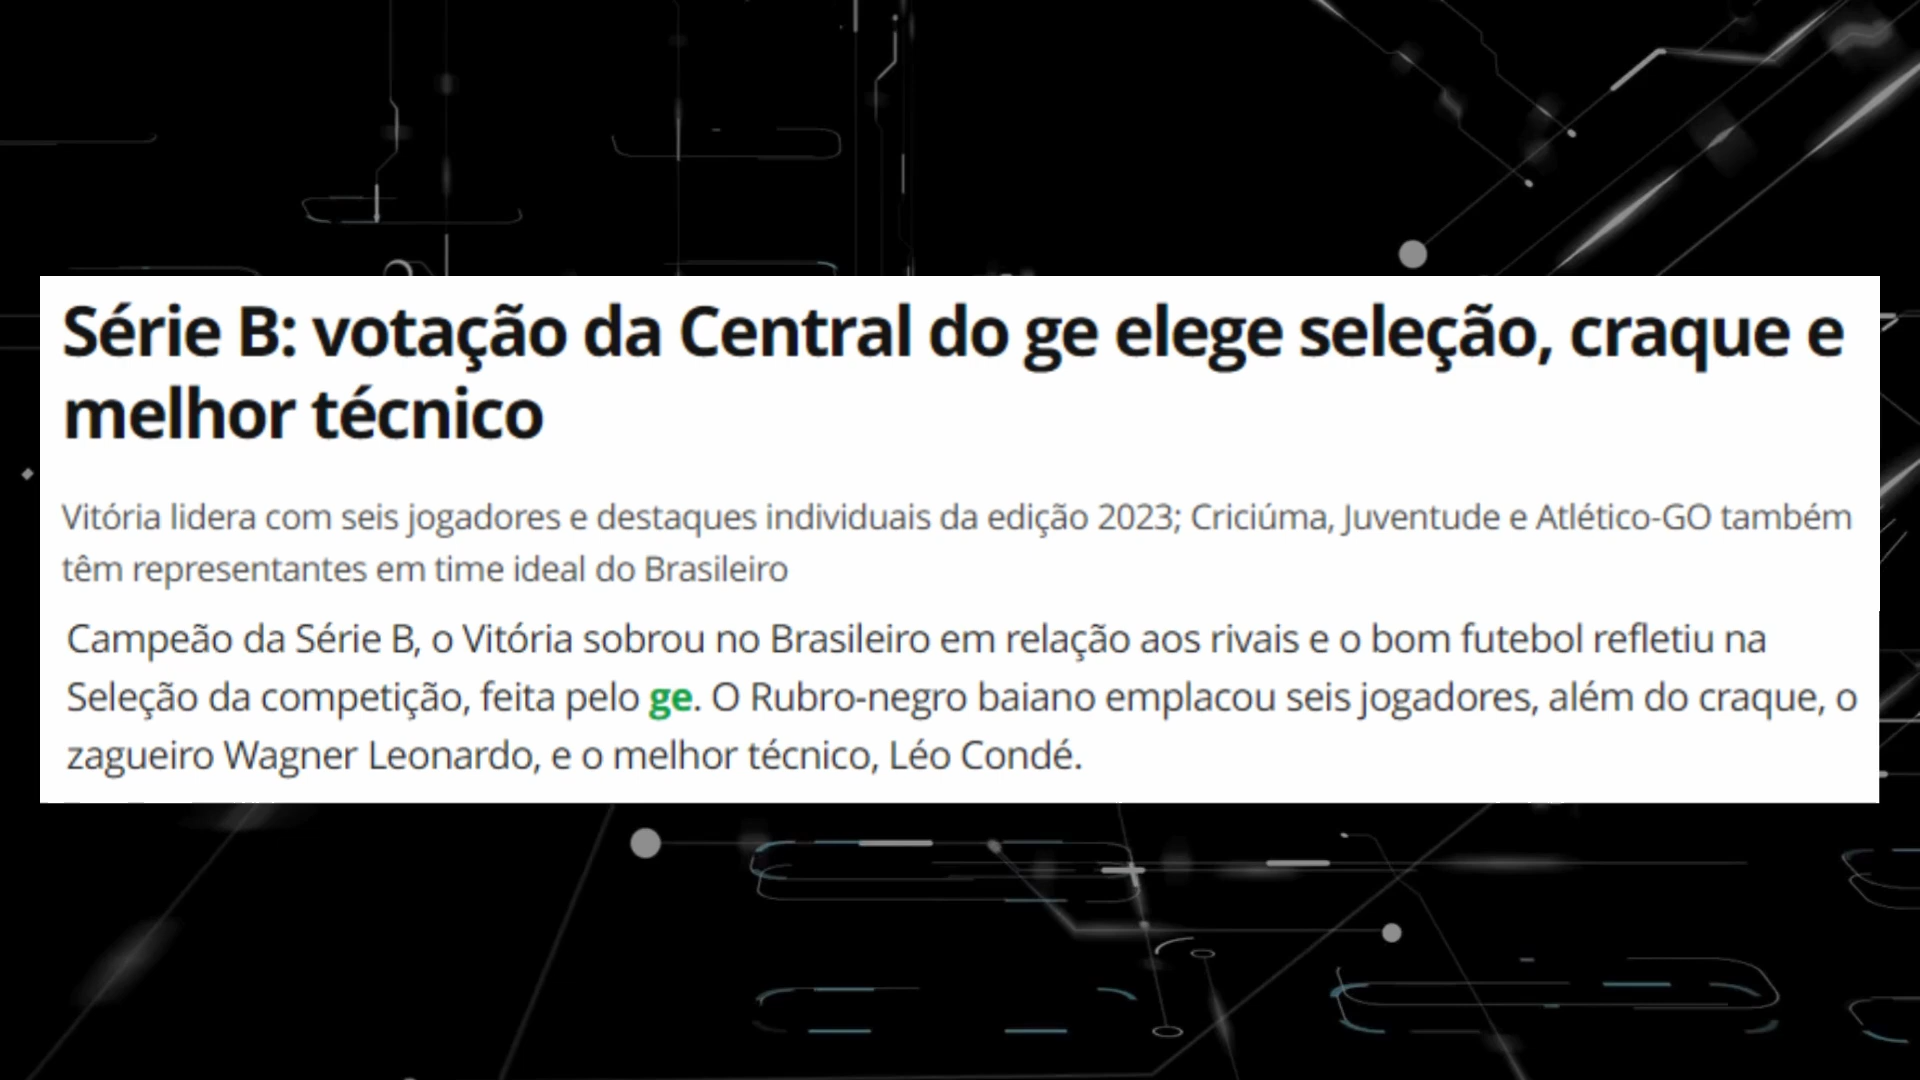 Série B: votação da Central do ge elege seleção, craque e
melhor técnico
Vitória lidera com seis jogadores e destaques individuais da edição 2023; Criciúma, Juventude e Atlético-GO também
têm representantes em time ideal do Brasileiro
Campeão da Série B, o Vitória sobrou no Brasileiro em relação aos rivais e o bom futebol refletiu na
Seleção da competição, feita pelo ge. O Rubro-negro baiano emplacou seis jogadores, além do craque, o
zagueiro Wagner Leonardo, e o melhor técnico, Léo Condé.